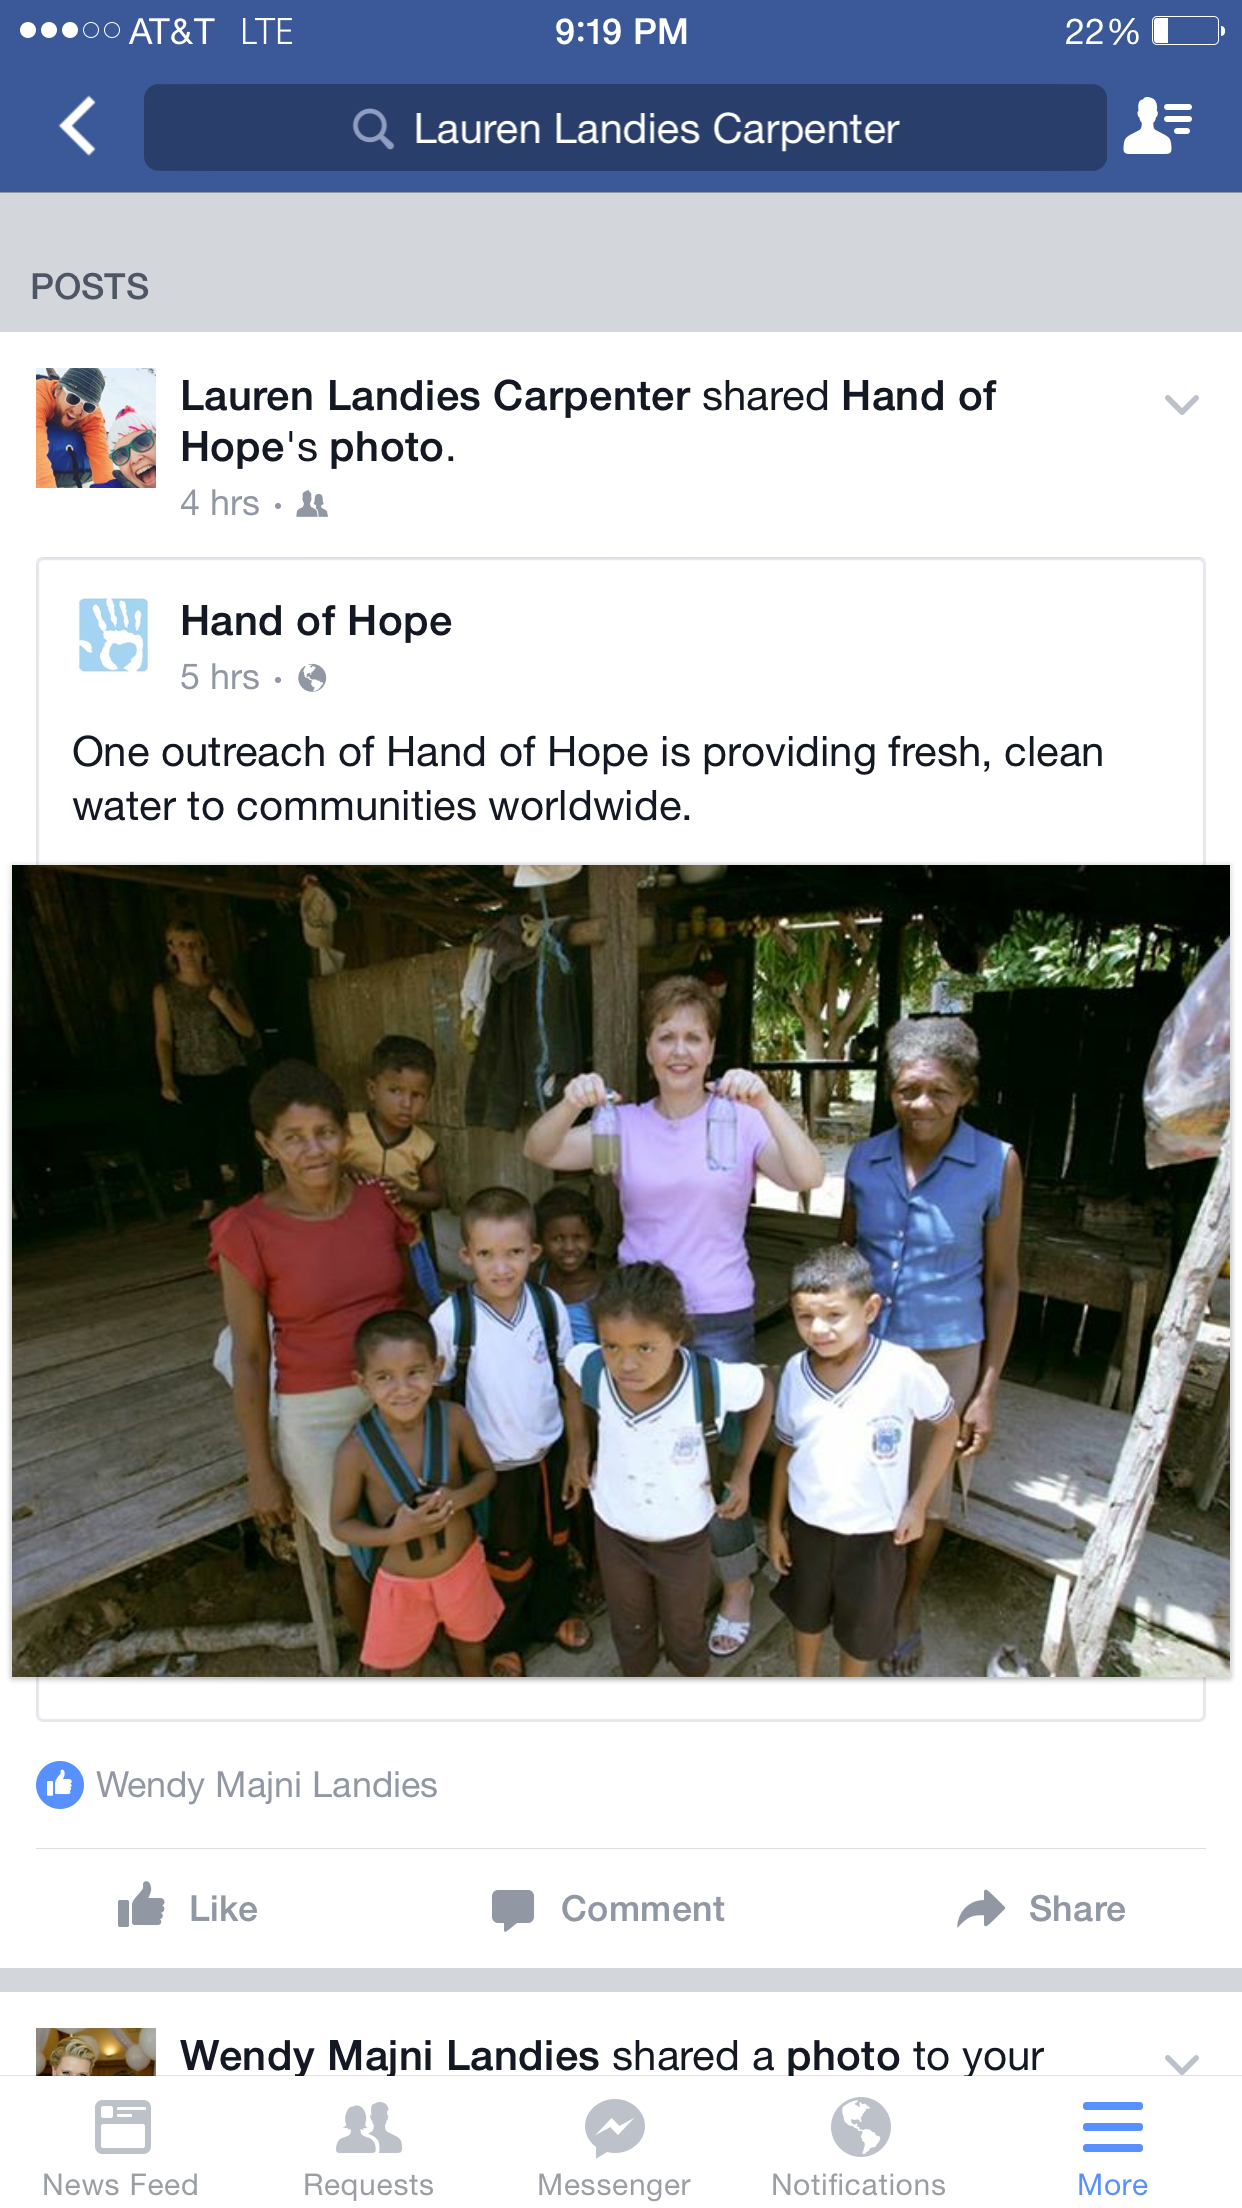 AT&T LTE 9:19 PM 22%
Lauren Landies Carpenter
POSTS
Lauren Landies Carpenter shared Hand of
Hope's photo.
4 hrs ·
Hand of Hope
5 hrs ·
One outreach of Hand of Hope is providing fresh, clean
water to communities worldwide.
Wendy Majni Landies
Like Comment Share
Wendy Majni Landies shared a photo to your
News Feed Requests Messenger Notifications More